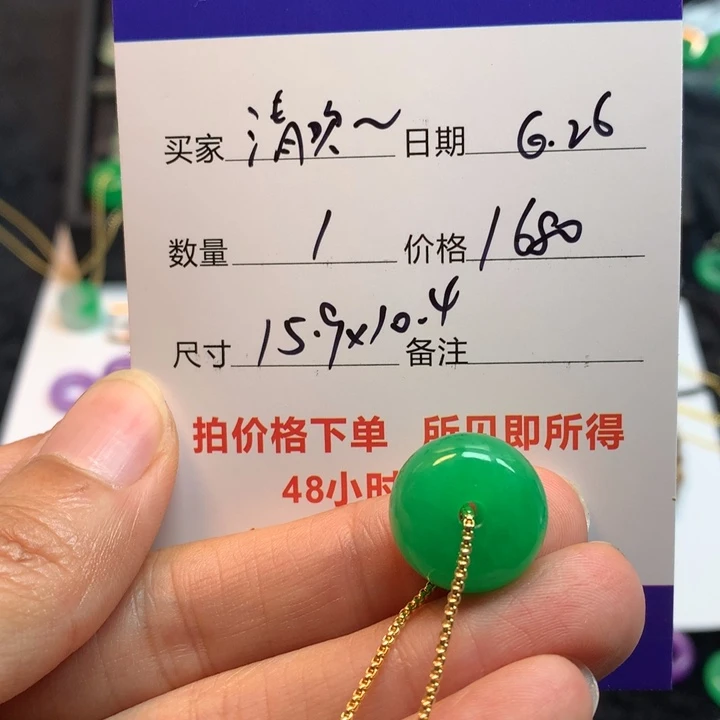 买家 清欢~ 日期 6.26
数量 1 价格 1680
尺寸 15.9x10.4 备注
拍价格下单 所见即所得
48小时